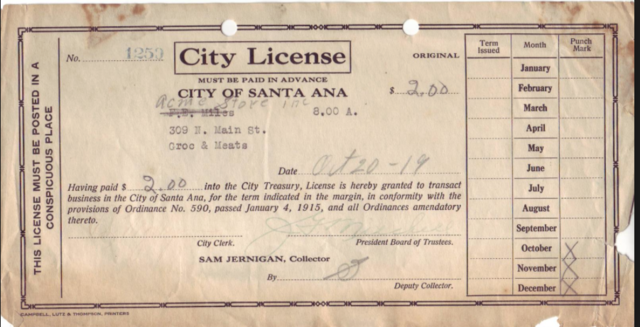 No. 1259
City License
ORIGINAL
MUST BE PAID IN ADVANCE
CITY OF SANTA ANA
$ 2.00
Acme Store Inc
Miles 8.00 A.
309 N. Main St.
Groc & Meats
Date Oct 20-19
Having paid $ 2.00 into the City Treasury, License is hereby granted to transact
business in the City of Santa Ana, for the term indicated in the margin, in conformity with the
provisions of Ordinance No. 590, passed January 4, 1915, and all Ordinances amendatory
thereto.
City Clerk.
President Board of Trustees.
SAM JERNIGAN, Collector
By
Deputy Collector.
THIS LICENSE MUST BE POSTED IN A
CONSPICUOUS PLACE
Term Issued Month Punch Mark
January
February
March
April
May
June
July
August
September
October X
November X
December X
CAMPBELL, LUTZ & THOMPSON, PRINTERS